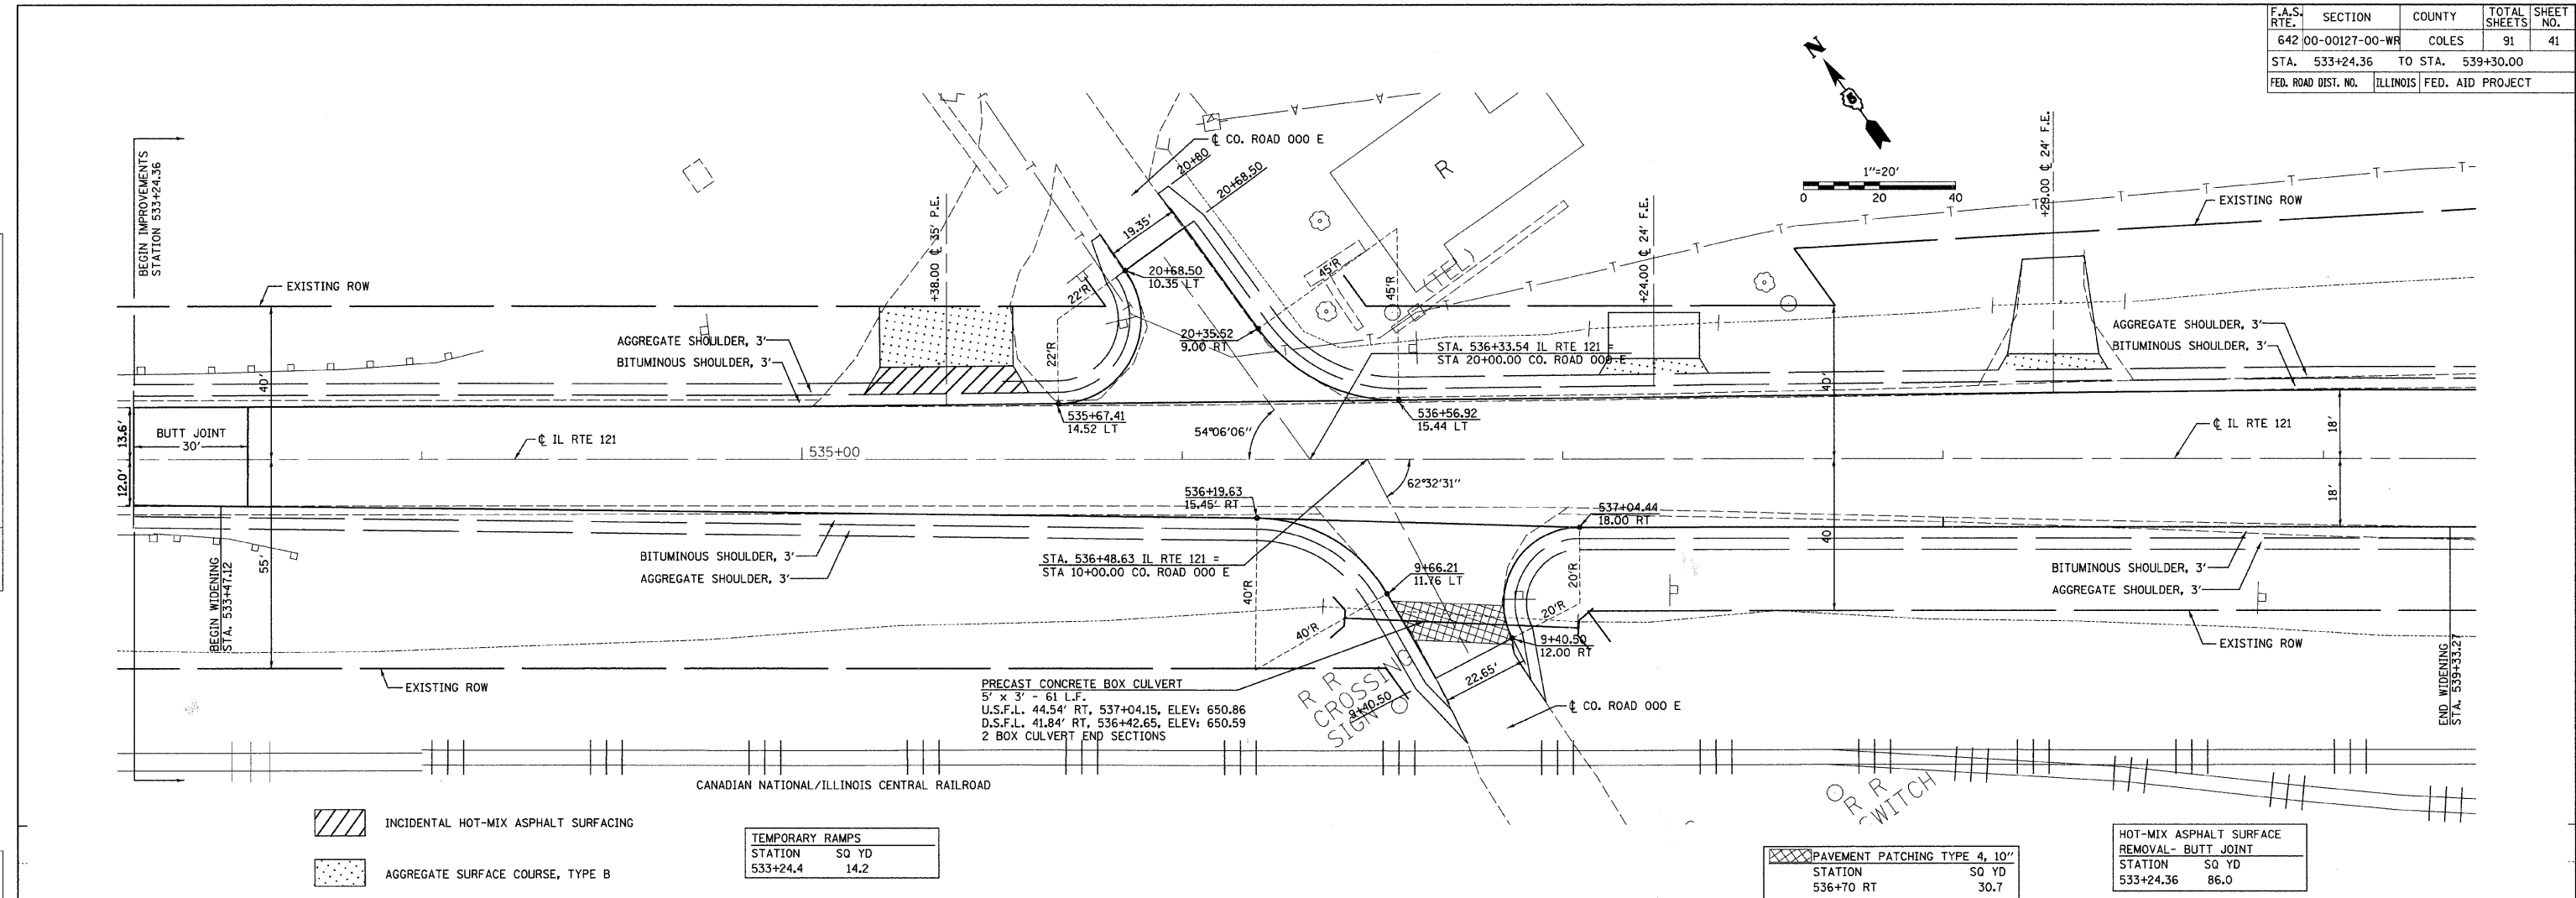 F.A.S. RTE. SECTION COUNTY TOTAL SHEETS SHEET NO.
642 00-00127-00-WR COLES 91 41
STA. 533+24.36 TO STA. 539+30.00
FED. ROAD DIST. NO. ILLINOIS FED. AID PROJECT
N
1"=20'
0 20 40
BEGIN IMPROVEMENTS
STATION 533+24.36
EXISTING ROW
AGGREGATE SHOULDER, 3'
BITUMINOUS SHOULDER, 3'
+38.00 ℄ 35' P.E.
℄ CO. ROAD 000 E
20+80
20+68.50
19.35'
20+68.50
10.35 LT
22'R
22'R
20+35.52
9.00 RT
45'R
45'R
R
(TEL)
STA. 536+33.54 IL RTE 121 =
STA 20+00.00 CO. ROAD 000 E
+24.00 ℄ 24' F.E.
+29.00 ℄ 24' F.E.
EXISTING ROW
AGGREGATE SHOULDER, 3'
BITUMINOUS SHOULDER, 3'
40'
40'
13.6'
12.0'
BUTT JOINT
30'
℄ IL RTE 121
535+00
535+67.41
14.52 LT
54°06'06"
536+56.92
15.44 LT
62°32'31"
℄ IL RTE 121
18'
18'
536+19.63
15.45' RT
537+04.44
18.00 RT
BITUMINOUS SHOULDER, 3'
AGGREGATE SHOULDER, 3'
STA. 536+48.63 IL RTE 121 =
STA 10+00.00 CO. ROAD 000 E
BEGIN WIDENING
STA. 533+47.12
55'
40'R
40'R
9+66.21
11.76 LT
20'R
20'R
9+40.50
12.00 RT
22.65'
9+40.50
40
BITUMINOUS SHOULDER, 3'
AGGREGATE SHOULDER, 3'
EXISTING ROW
END WIDENING
STA. 539+33.27
EXISTING ROW
PRECAST CONCRETE BOX CULVERT
5' x 3' - 61 L.F.
U.S.F.L. 44.54' RT, 537+04.15, ELEV: 650.86
D.S.F.L. 41.84' RT, 536+42.65, ELEV: 650.59
2 BOX CULVERT END SECTIONS
R R
CROSSING
SIGN
℄ CO. ROAD 000 E
CANADIAN NATIONAL/ILLINOIS CENTRAL RAILROAD
R R
SWITCH
INCIDENTAL HOT-MIX ASPHALT SURFACING
AGGREGATE SURFACE COURSE, TYPE B
TEMPORARY RAMPS
STATION SQ YD
533+24.4 14.2
PAVEMENT PATCHING TYPE 4, 10"
STATION SQ YD
536+70 RT 30.7
HOT-MIX ASPHALT SURFACE
REMOVAL- BUTT JOINT
STATION SQ YD
533+24.36 86.0